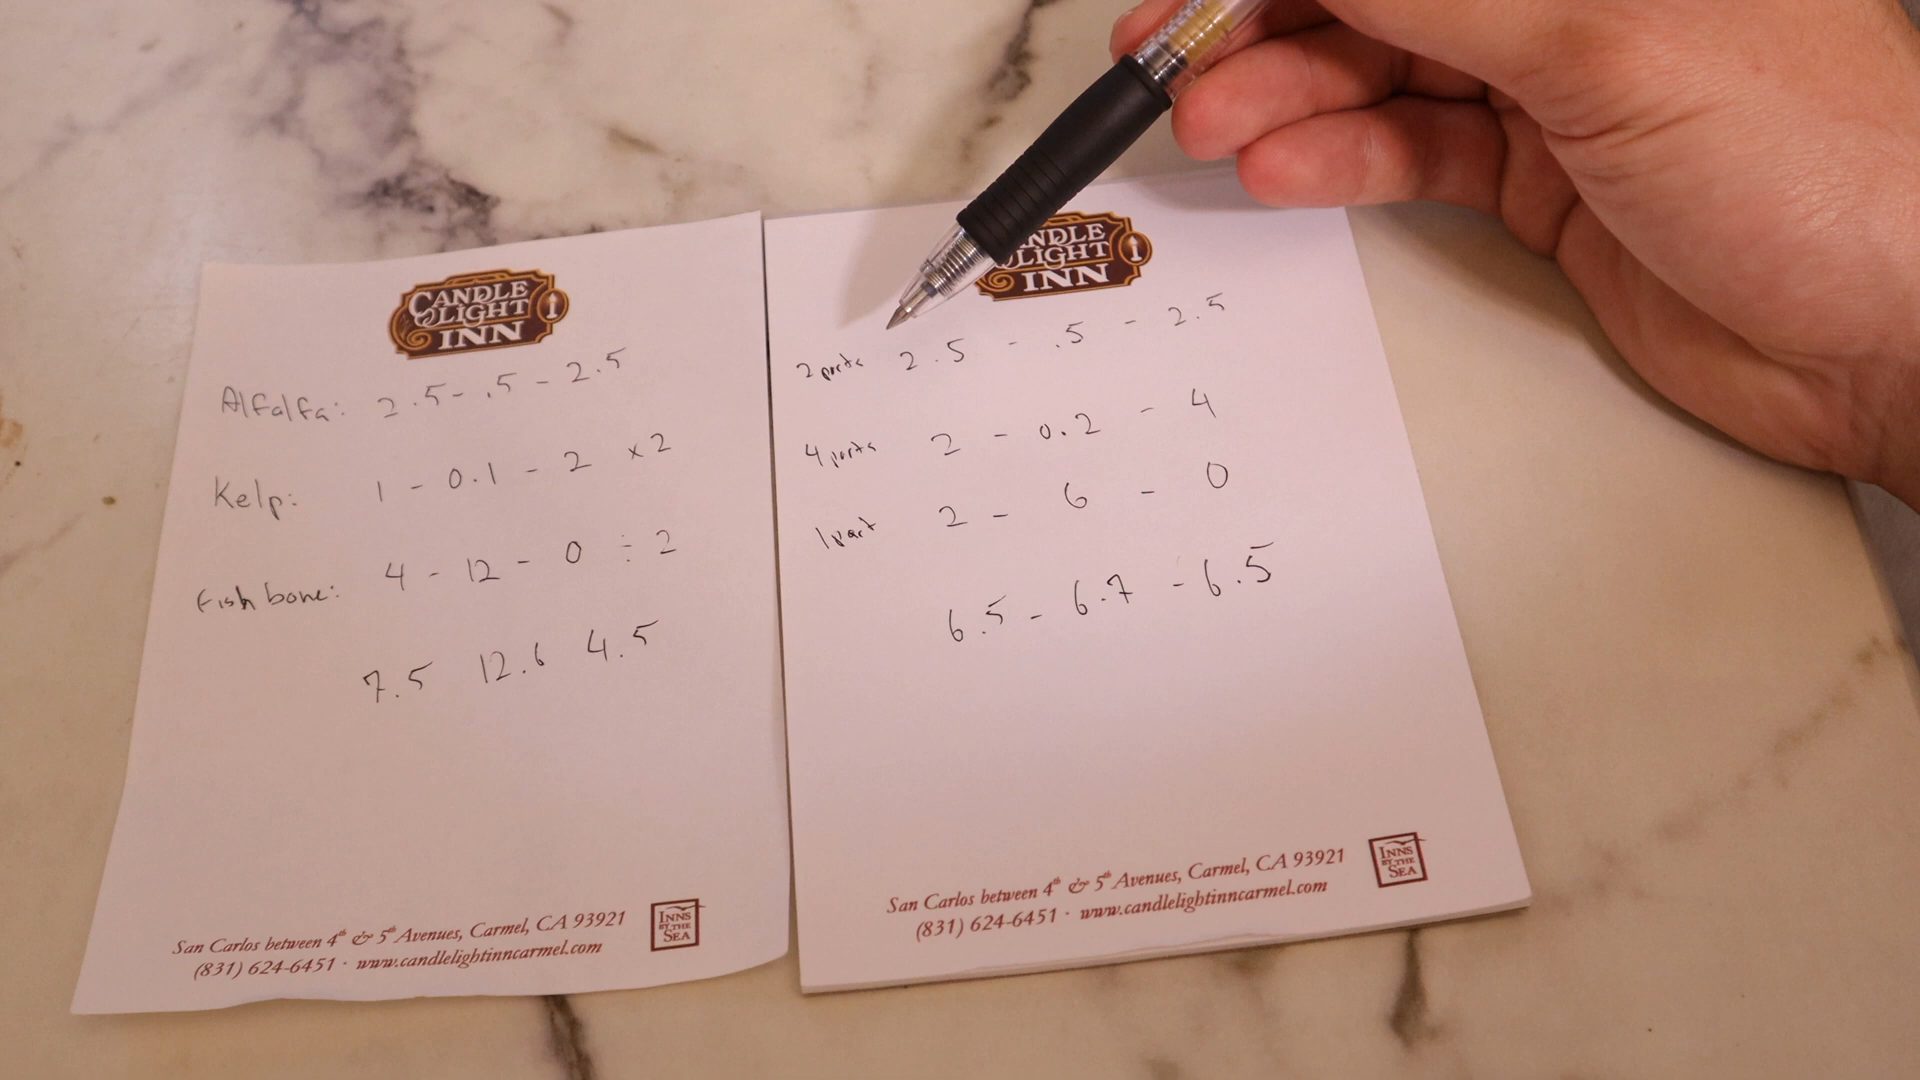 CANDLE
LIGHT
INN
Alfalfa: 2.5 - .5 - 2.5
Kelp: 1 - 0.1 - 2 x2
Fish bone: 4 - 12 - 0 ÷ 2
7.5 12.6 4.5
San Carlos between 4th & 5th Avenues, Carmel, CA 93921
(831) 624-6451 · www.candlelightinncarmel.com
INNS
BY THE
SEA
NDLE
LIGHT
INN
2 parts 2.5 - .5 - 2.5
4 parts 2 - 0.2 - 4
1 part 2 - 6 - 0
6.5 - 6.7 - 6.5
San Carlos between 4th & 5th Avenues, Carmel, CA 93921
(831) 624-6451 · www.candlelightinncarmel.com
INNS
BY THE
SEA